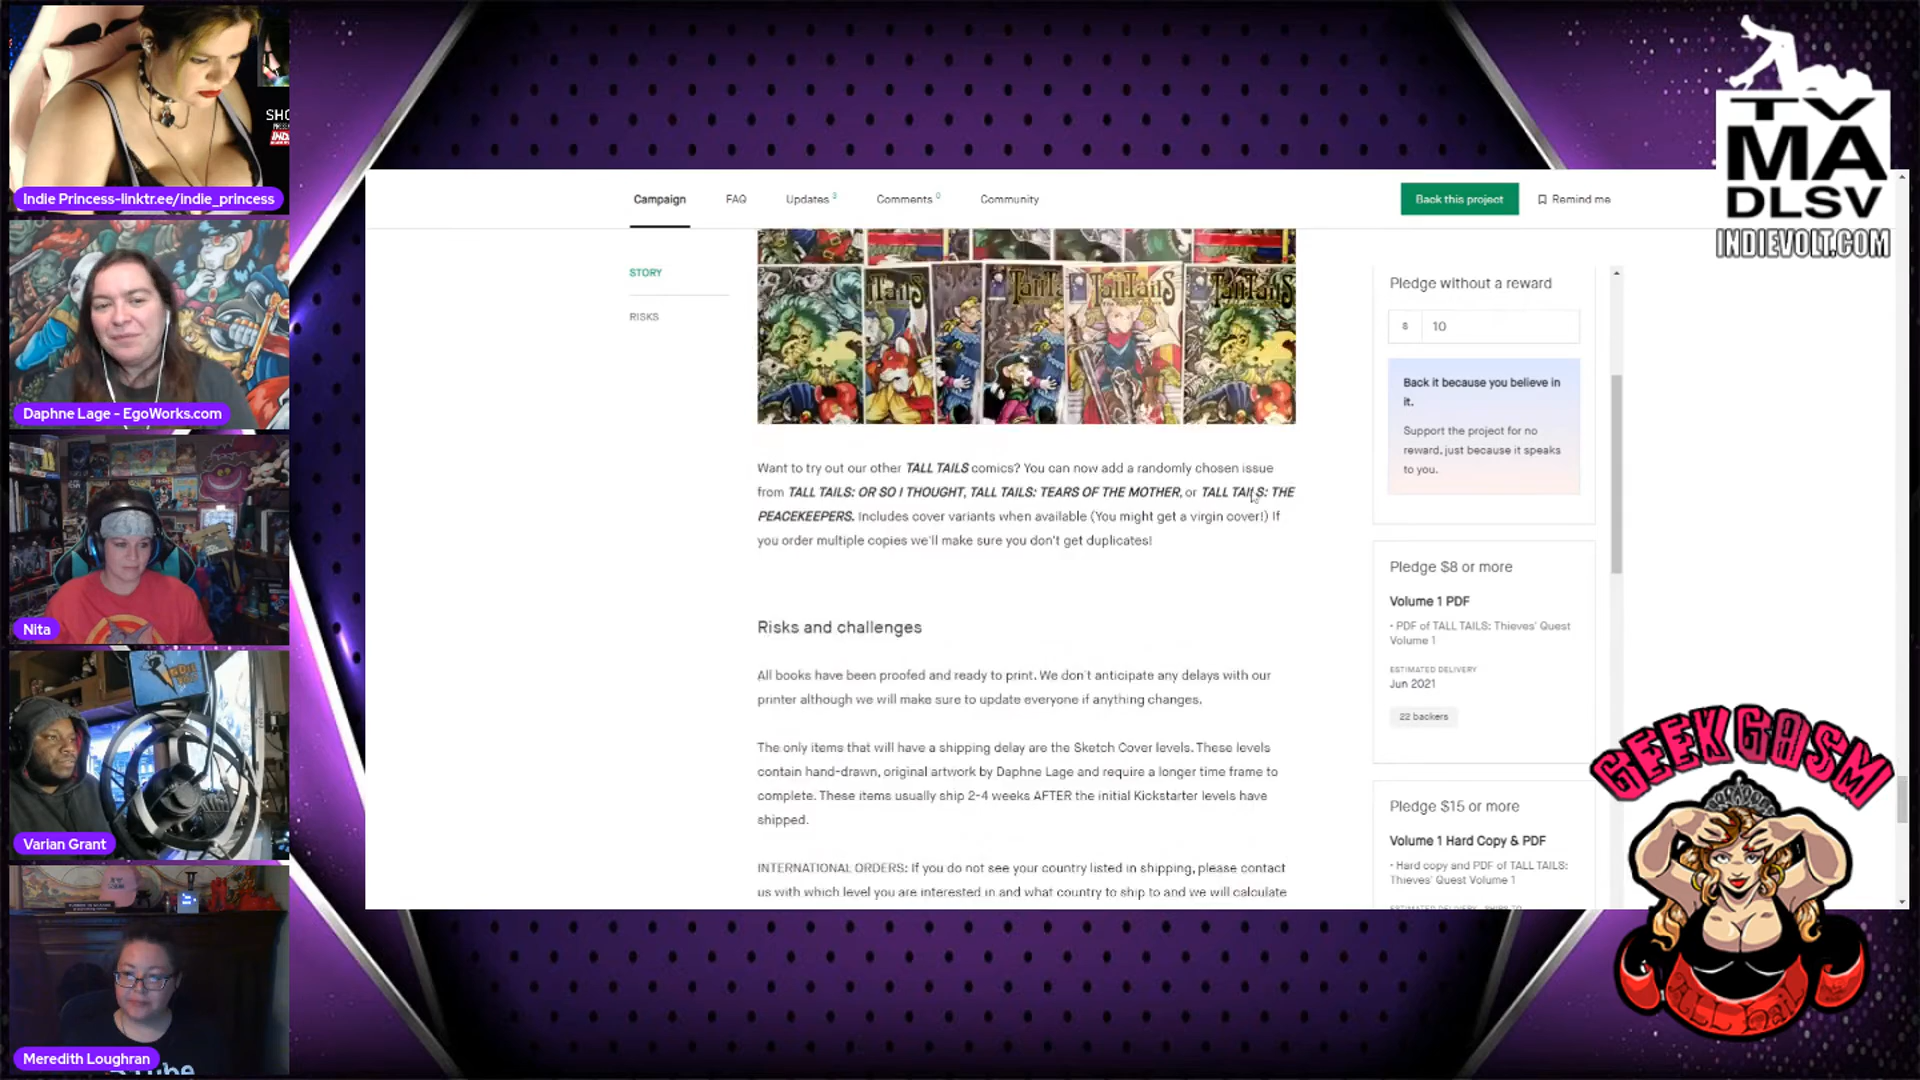 SHO
Indie Princess-linktr.ee/indie_princess
Daphne Lage - EgoWorks.com
Nita
Varian Grant
Meredith Loughran
TV
MA
DLSV
INDIEVOLT.COM
Campaign FAQ Updates 3 Comments 0 Community Back this project Remind me
STORY
RISKS
TallTailS TallTailS TallTailS
Want to try out our other TALL TAILS comics? You can now add a randomly chosen issue
from TALL TAILS: OR SO I THOUGHT, TALL TAILS: TEARS OF THE MOTHER, or TALL TAILS: THE
PEACEKEEPERS. Includes cover variants when available (You might get a virgin cover!) If
you order multiple copies we'll make sure you don't get duplicates!
Risks and challenges
All books have been proofed and ready to print. We don't anticipate any delays with our
printer although we will make sure to update everyone if anything changes.
The only items that will have a shipping delay are the Sketch Cover levels. These levels
contain hand-drawn, original artwork by Daphne Lage and require a longer time frame to
complete. These items usually ship 2-4 weeks AFTER the initial Kickstarter levels have
shipped.
INTERNATIONAL ORDERS: If you do not see your country listed in shipping, please contact
us with which level you are interested in and what country to ship to and we will calculate
Pledge without a reward
$ 10
Back it because you believe in
it.
Support the project for no
reward, just because it speaks
to you.
Pledge $8 or more
Volume 1 PDF
• PDF of TALL TAILS: Thieves' Quest
Volume 1
ESTIMATED DELIVERY
Jun 2021
22 backers
Pledge $15 or more
Volume 1 Hard Copy & PDF
• Hard copy and PDF of TALL TAILS:
Thieves' Quest Volume 1
ESTIMATED DELIVERY SHIPS TO
GEEK GASM